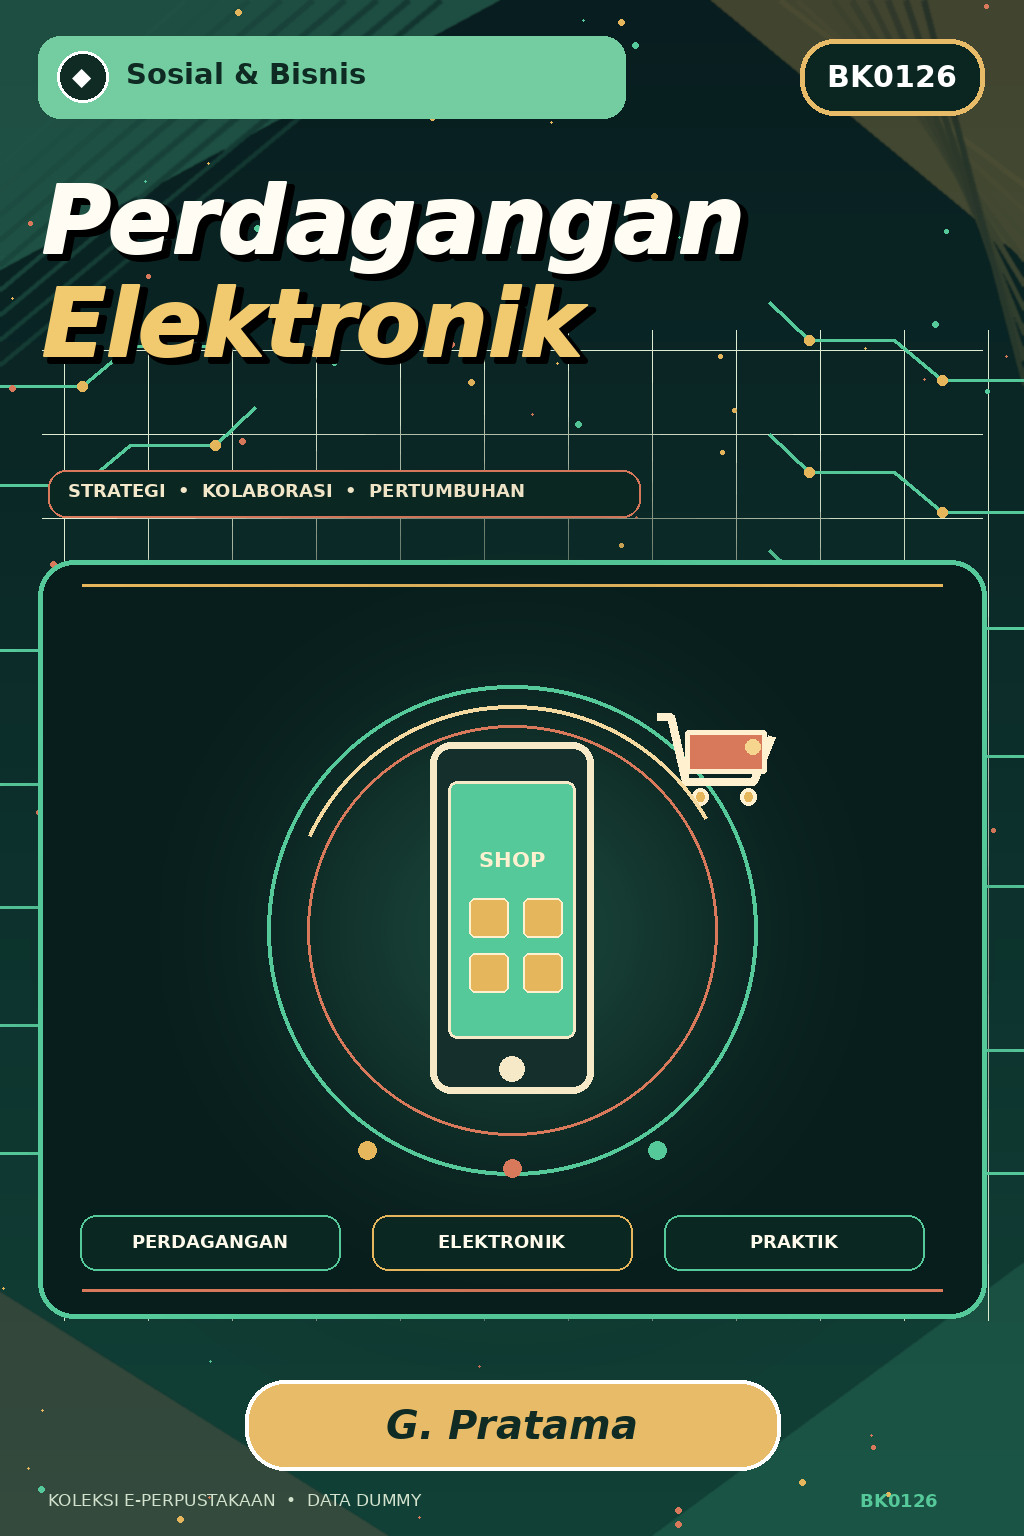 Sosial & Bisnis
BK0126
Perdagangan
Elektronik
STRATEGI • KOLABORASI • PERTUMBUHAN
SHOP
PERDAGANGAN
ELEKTRONIK
PRAKTIK
G. Pratama
KOLEKSI E-PERPUSTAKAAN • DATA DUMMY
BK0126